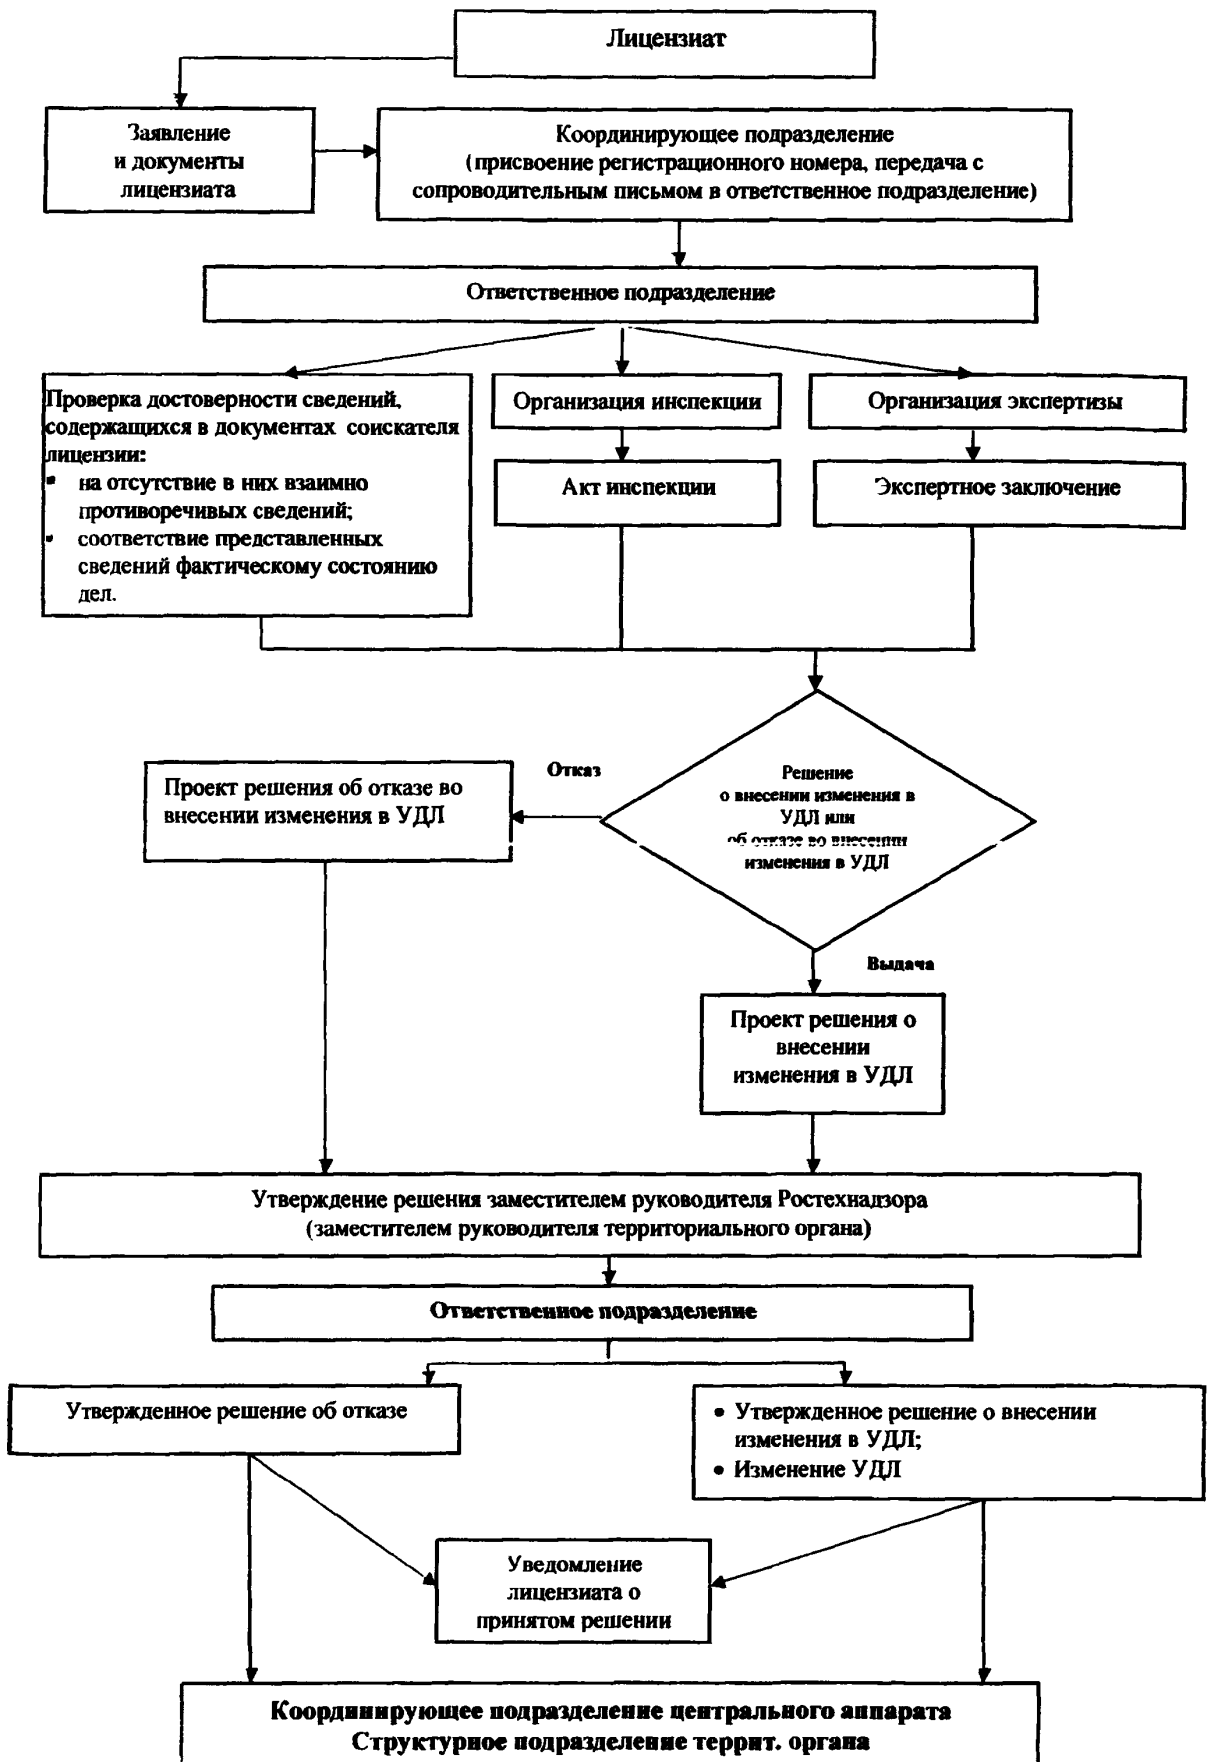 Лицензиат
Заявление
и документы
лицензиата
Координирующее подразделение
(присвоение регистрационного номера, передача с
сопроводительным письмом в ответственное подразделение)
Ответственное подразделение
Проверка достоверности сведений,
содержащихся в документах соискателя
лицензии:
▪ на отсутствие в них взаимно
противоречивых сведений;
▪ соответствие представленных
сведений фактическому состоянию
дел.
Организация инспекции
Акт инспекции
Организация экспертизы
Экспертное заключение
Решение
о внесении изменения в
УДЛ или
об отказе во внесении
изменения в УДЛ
Отказ
Проект решения об отказе во
внесении изменения в УДЛ
Выдача
Проект решения о
внесении
изменения в УДЛ
Утверждение решения заместителем руководителя Ростехнадзора
(заместителем руководителя территориального органа)
Ответственное подразделение
Утвержденное решение об отказе
• Утвержденное решение о внесении
изменения в УДЛ;
• Изменение УДЛ
Уведомление
лицензиата о
принятом решении
Координирующее подразделение центрального аппарата
Структурное подразделение террит. органа